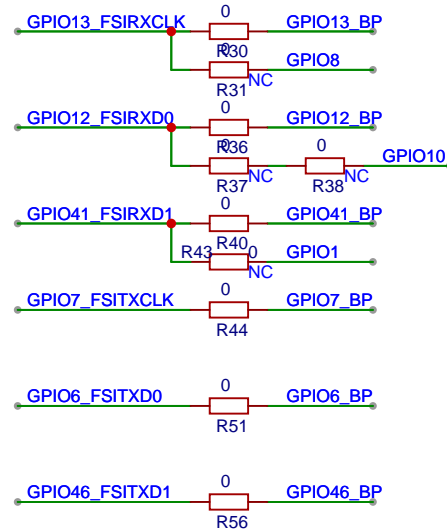 0
GPIO13_FSIRXCLK GPIO13_BP
R30
0
GPIO8
R31 NC
0
GPIO12_FSIRXD0 GPIO12_BP
R36
0 0 GPIO10
R37 NC R38 NC
0
GPIO41_FSIRXD1 GPIO41_BP
R40
R43 0 GPIO1
NC
0
GPIO7_FSITXCLK GPIO7_BP
R44
0
GPIO6_FSITXD0 GPIO6_BP
R51
0
GPIO46_FSITXD1 GPIO46_BP
R56